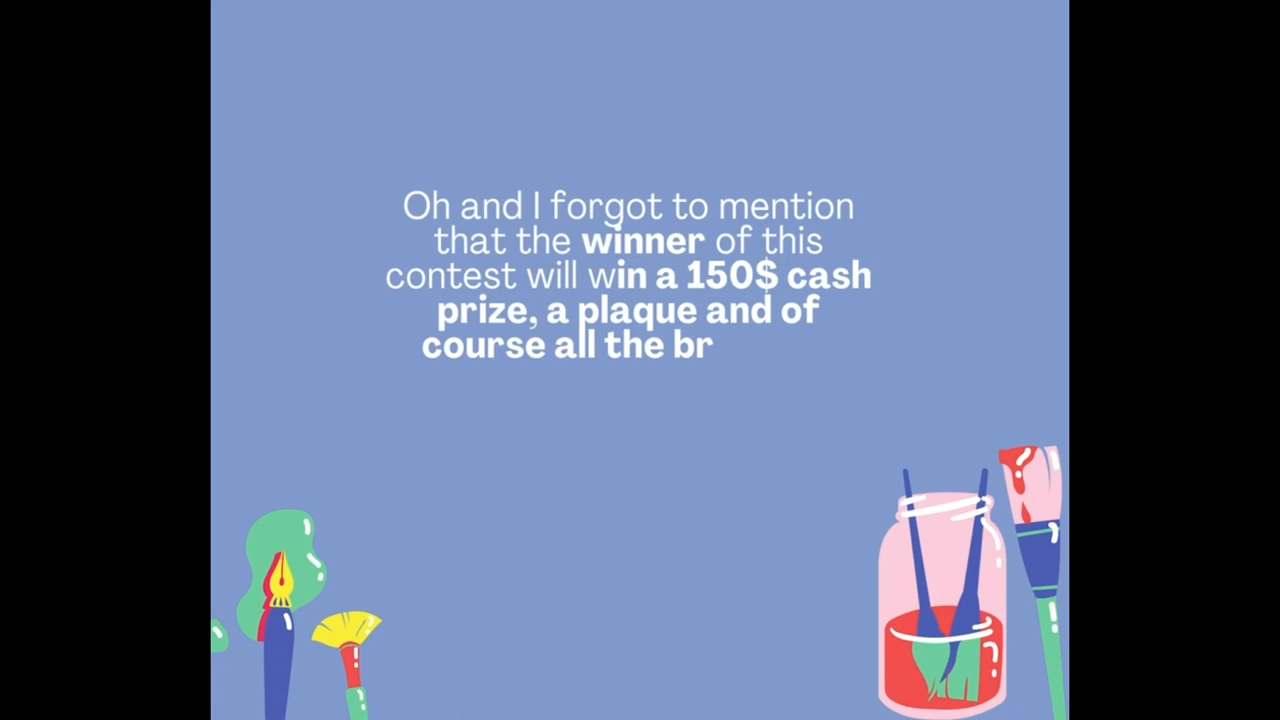 Oh and I forgot to mention
that the winner of this
contest will win a 150$ cash
prize, a plaque and of
course all the br